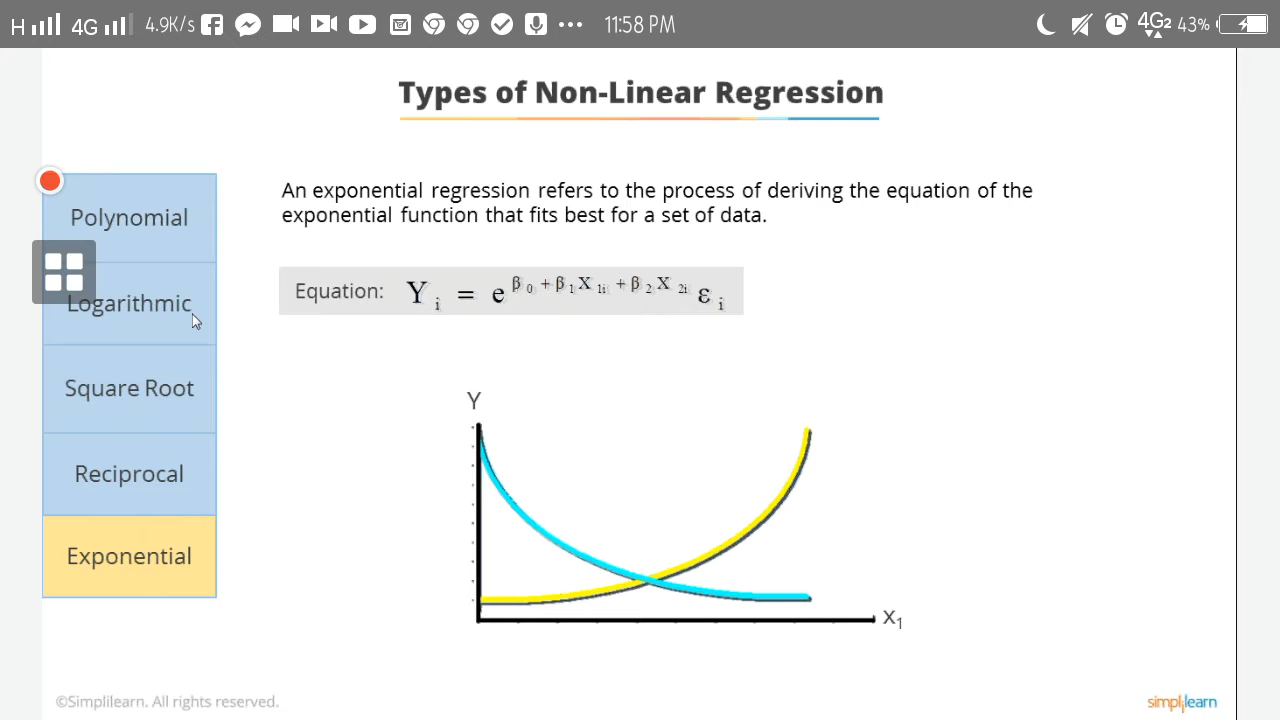 H 4G 4.9K/s 11:58 PM 4G2 43%
Types of Non-Linear Regression
Polynomial
Logarithmic
Square Root
Reciprocal
Exponential
An exponential regression refers to the process of deriving the equation of the
exponential function that fits best for a set of data.
Equation: Y i = e β 0 + β 1 X 1i + β 2 X 2i ε i
Y
X1
©Simplilearn. All rights reserved.
simplilearn